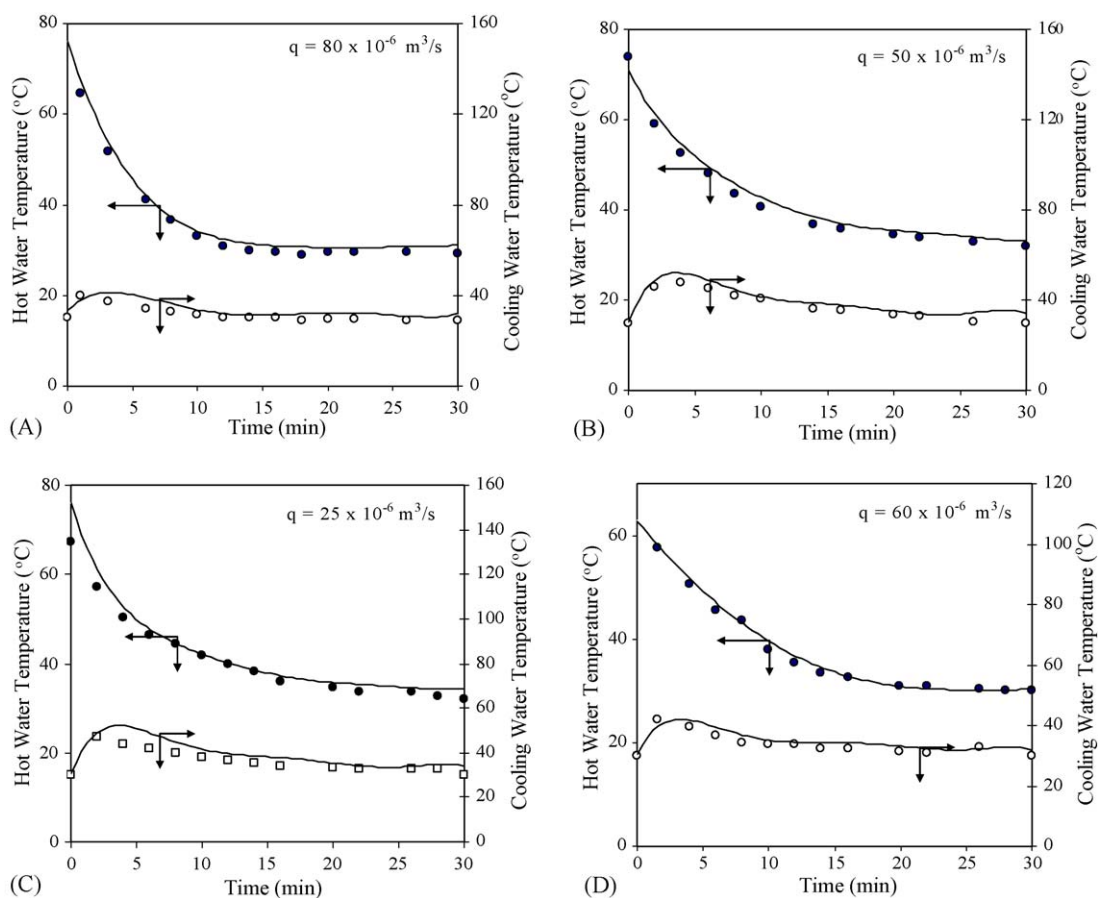 q = 80 x 10⁻⁶ m³/s
Hot Water Temperature (°C)
80
60
40
20
0
160
120
80
40
0
Cooling Water Temperature (°C)
0 5 10 15 20 25 30
Time (min)
(A)
q = 50 x 10⁻⁶ m³/s
Hot Water Temperature (°C)
80
60
40
20
0
160
120
80
40
0
Cooling Water Temperature (°C)
0 5 10 15 20 25 30
Time (min)
(B)
q = 25 x 10⁻⁶ m³/s
Hot Water Temperature (°C)
80
60
40
20
0
160
140
120
100
80
60
40
20
0
Cooling Water Temperature (°C)
0 5 10 15 20 25 30
Time (min)
(C)
q = 60 x 10⁻⁶ m³/s
Hot Water Temperature (°C)
60
40
20
0
120
100
80
60
40
20
0
Cooling Water Temperature (°C)
0 5 10 15 20 25 30
Time (min)
(D)